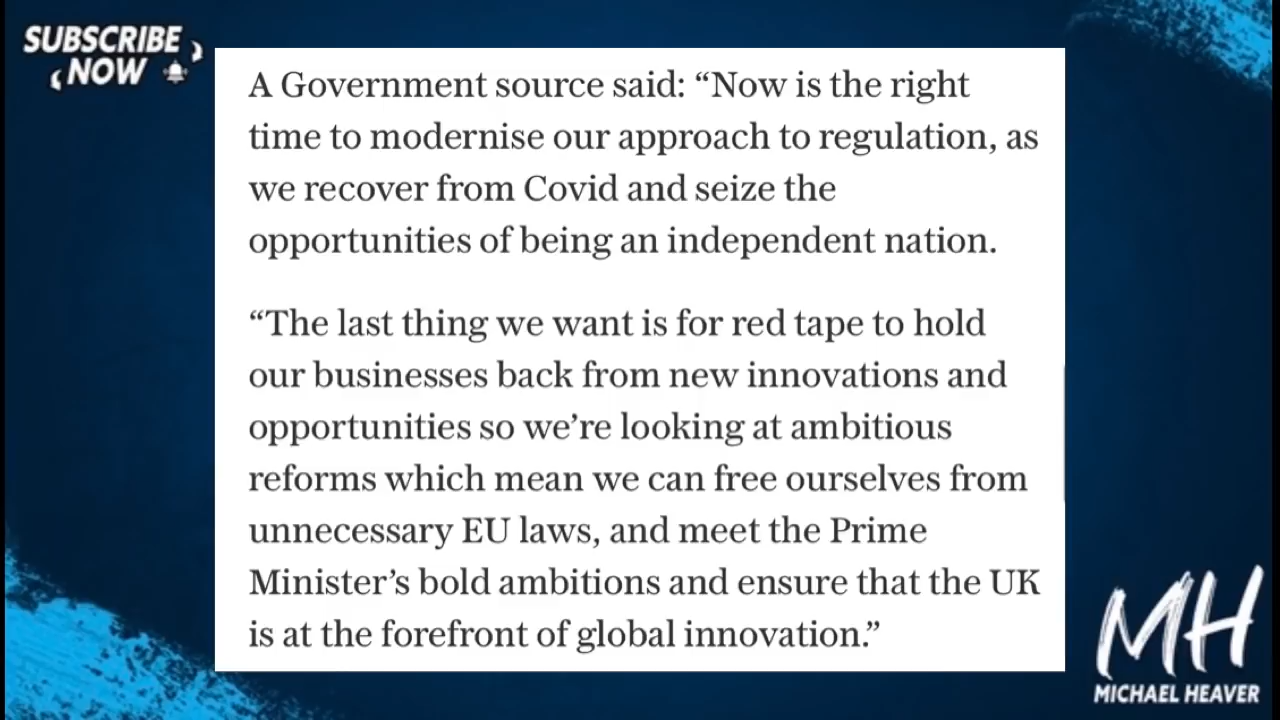 SUBSCRIBE
NOW
A Government source said: “Now is the right
time to modernise our approach to regulation, as
we recover from Covid and seize the
opportunities of being an independent nation.
“The last thing we want is for red tape to hold
our businesses back from new innovations and
opportunities so we’re looking at ambitious
reforms which mean we can free ourselves from
unnecessary EU laws, and meet the Prime
Minister’s bold ambitions and ensure that the UK
is at the forefront of global innovation.”
MH
MICHAEL HEAVER